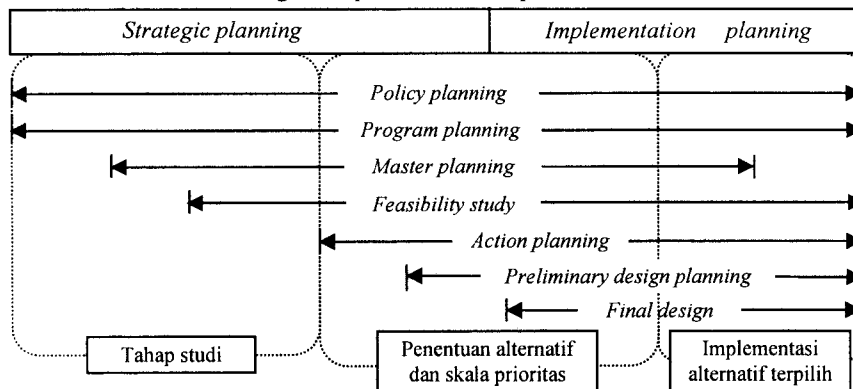 Strategic planning
Implementation planning
Policy planning
Program planning
Master planning
Feasibility study
Action planning
Preliminary design planning
Final design
Tahap studi
Penentuan alternatif
dan skala prioritas
Implementasi
alternatif terpilih